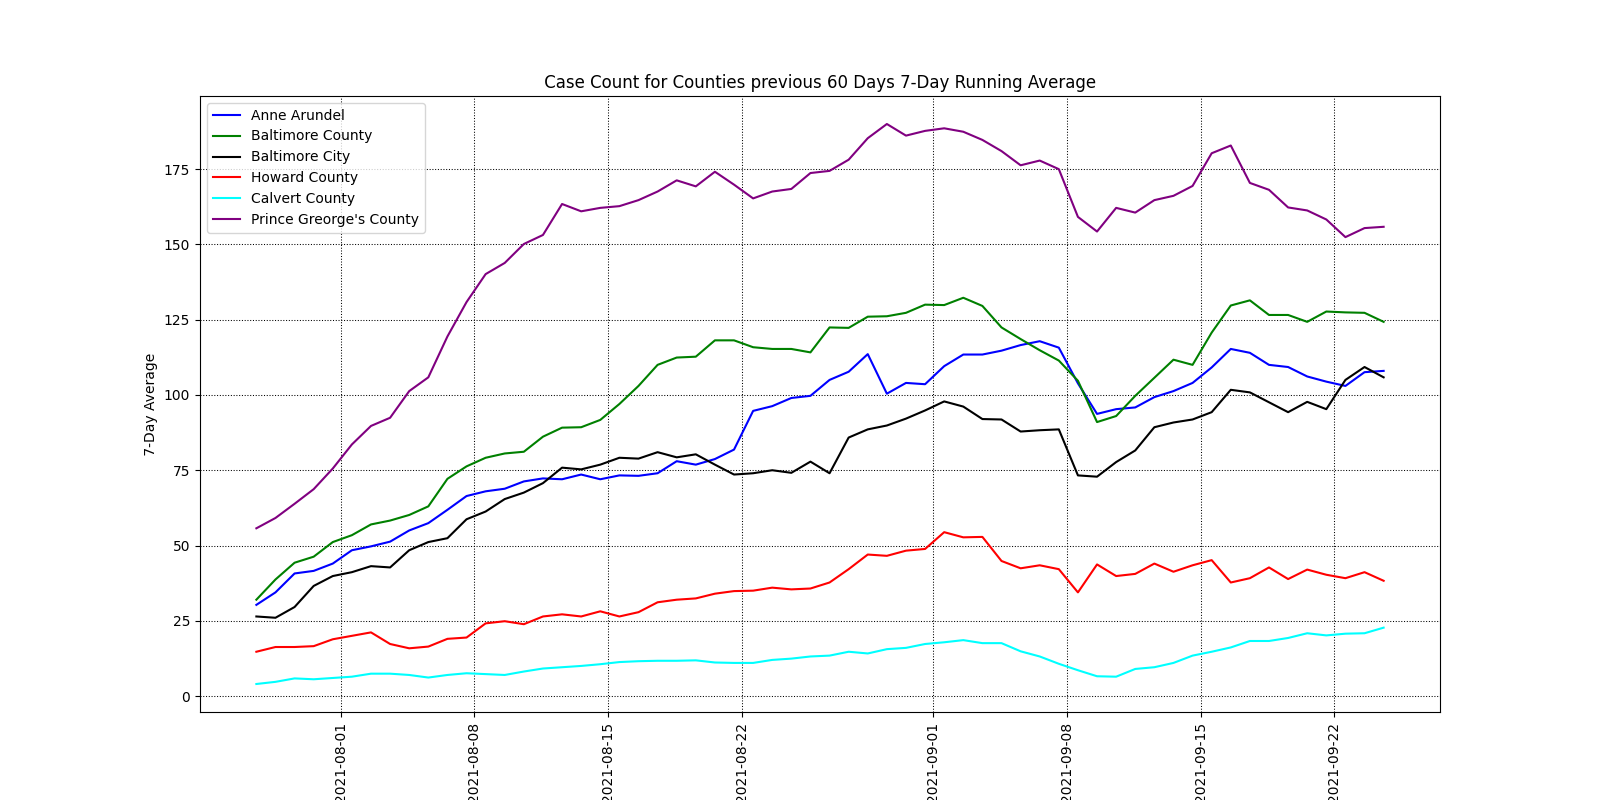 Case Count for Counties previous 60 Days 7-Day Running Average
Anne Arundel
Baltimore County
Baltimore City
Howard County
Calvert County
Prince Greorge's County
7-Day Average
175
150
125
100
75
50
25
0
2021-08-01
2021-08-08
2021-08-15
2021-08-22
2021-09-01
2021-09-08
2021-09-15
2021-09-22